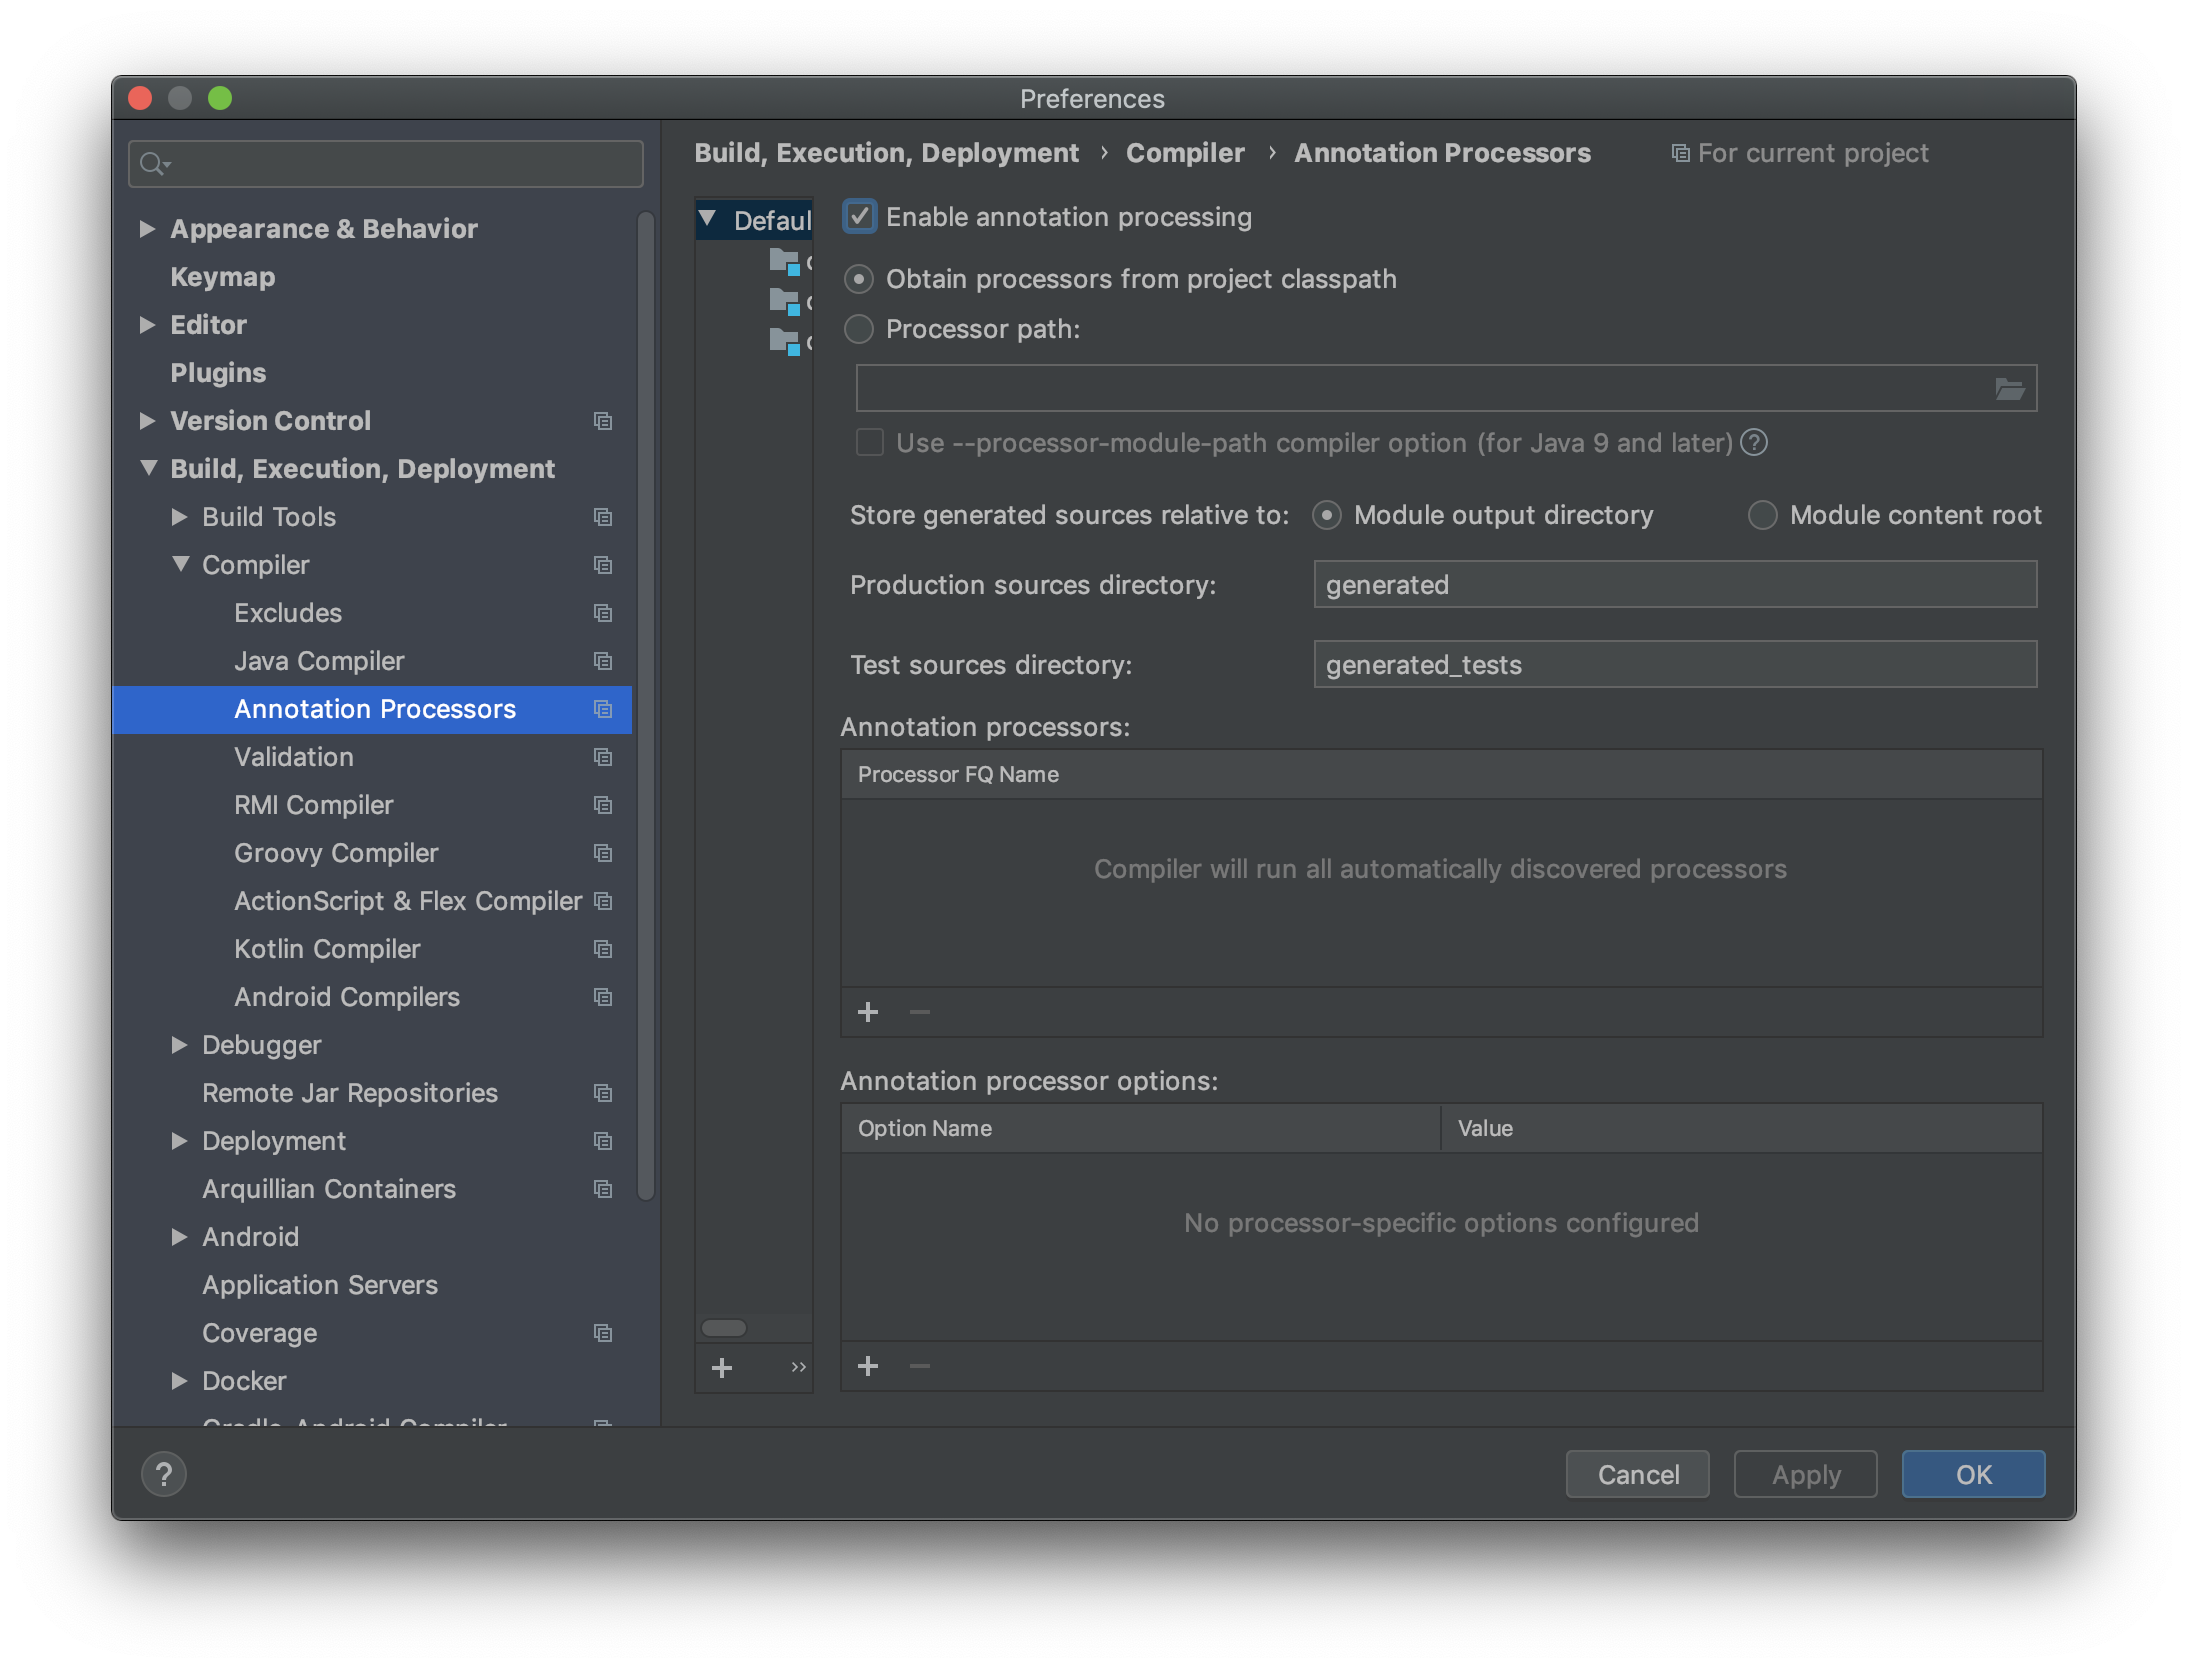 Preferences
Appearance & Behavior
Keymap
Editor
Plugins
Version Control
Build, Execution, Deployment
Build Tools
Compiler
Excludes
Java Compiler
Annotation Processors
Validation
RMI Compiler
Groovy Compiler
ActionScript & Flex Compiler
Kotlin Compiler
Android Compilers
Debugger
Remote Jar Repositories
Deployment
Arquillian Containers
Android
Application Servers
Coverage
Docker
Gradle-Android Compiler
Build, Execution, Deployment › Compiler › Annotation Processors For current project
Defaul
Enable annotation processing
Obtain processors from project classpath
Processor path:
Use --processor-module-path compiler option (for Java 9 and later) ?
Store generated sources relative to: Module output directory Module content root
Production sources directory: generated
Test sources directory: generated_tests
Annotation processors:
Processor FQ Name
Compiler will run all automatically discovered processors
+ −
Annotation processor options:
Option Name Value
No processor-specific options configured
+ »
+ −
? Cancel Apply OK